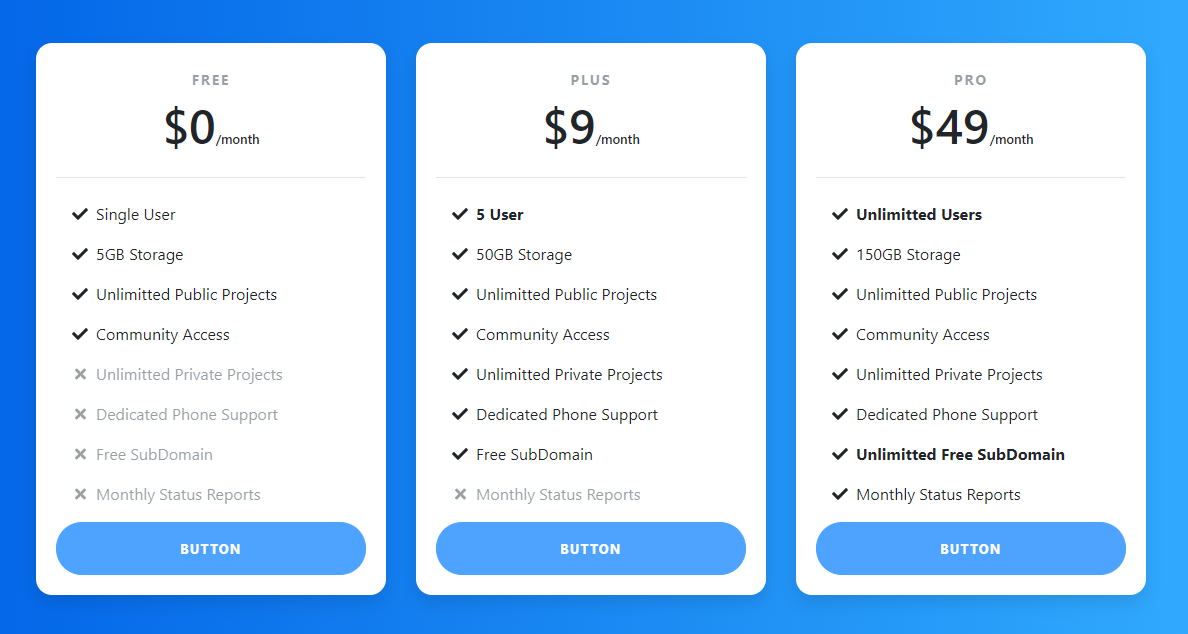 FREE
$0/month
Single User
5GB Storage
Unlimitted Public Projects
Community Access
Unlimitted Private Projects
Dedicated Phone Support
Free SubDomain
Monthly Status Reports
BUTTON
PLUS
$9/month
5 User
50GB Storage
Unlimitted Public Projects
Community Access
Unlimitted Private Projects
Dedicated Phone Support
Free SubDomain
Monthly Status Reports
BUTTON
PRO
$49/month
Unlimitted Users
150GB Storage
Unlimitted Public Projects
Community Access
Unlimitted Private Projects
Dedicated Phone Support
Unlimitted Free SubDomain
Monthly Status Reports
BUTTON